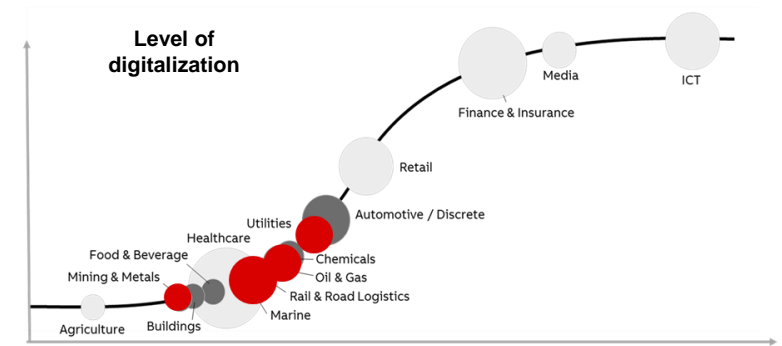 Level of
digitalization
Media
ICT
Finance & Insurance
Retail
Automotive / Discrete
Utilities
Healthcare
Food & Beverage
Chemicals
Mining & Metals
Oil & Gas
Rail & Road Logistics
Marine
Buildings
Agriculture